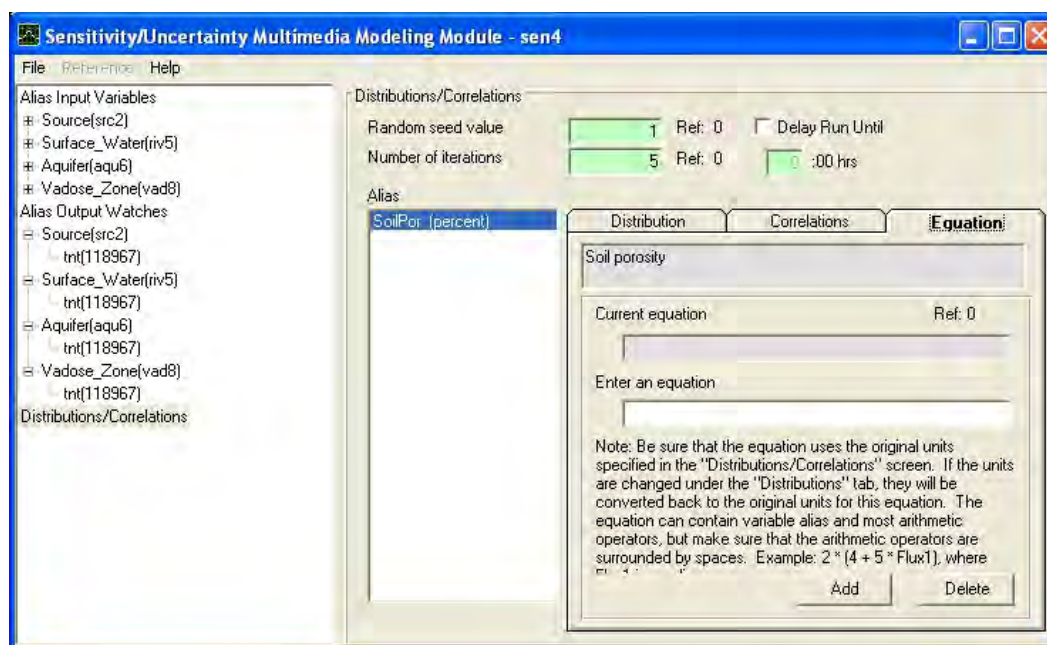 Sensitivity/Uncertainty Multimedia Modeling Module - sen4
File Reference Help
Alias Input Variables
Source(src2)
Surface_Water(riv5)
Aquifer(aqu6)
Vadose_Zone(vad8)
Alias Output Watches
Source(src2)
tnt(118967)
Surface_Water(riv5)
tnt(118967)
Aquifer(aqu6)
tnt(118967)
Vadose_Zone(vad8)
tnt(118967)
Distributions/Correlations
Distributions/Correlations
Random seed value 1 Ref: 0 Delay Run Until
Number of iterations 5 Ref: 0 0 :00 hrs
Alias
SoilPor (percent)
Distribution Correlations Equation
Soil porosity
Current equation Ref: 0
Enter an equation
Note: Be sure that the equation uses the original units
specified in the "Distributions/Correlations" screen. If the units
are changed under the "Distributions" tab, they will be
converted back to the original units for this equation. The
equation can contain variable alias and most arithmetic
operators, but make sure that the arithmetic operators are
surrounded by spaces. Example: 2 * (4 + 5 * Flux1), where
Add Delete